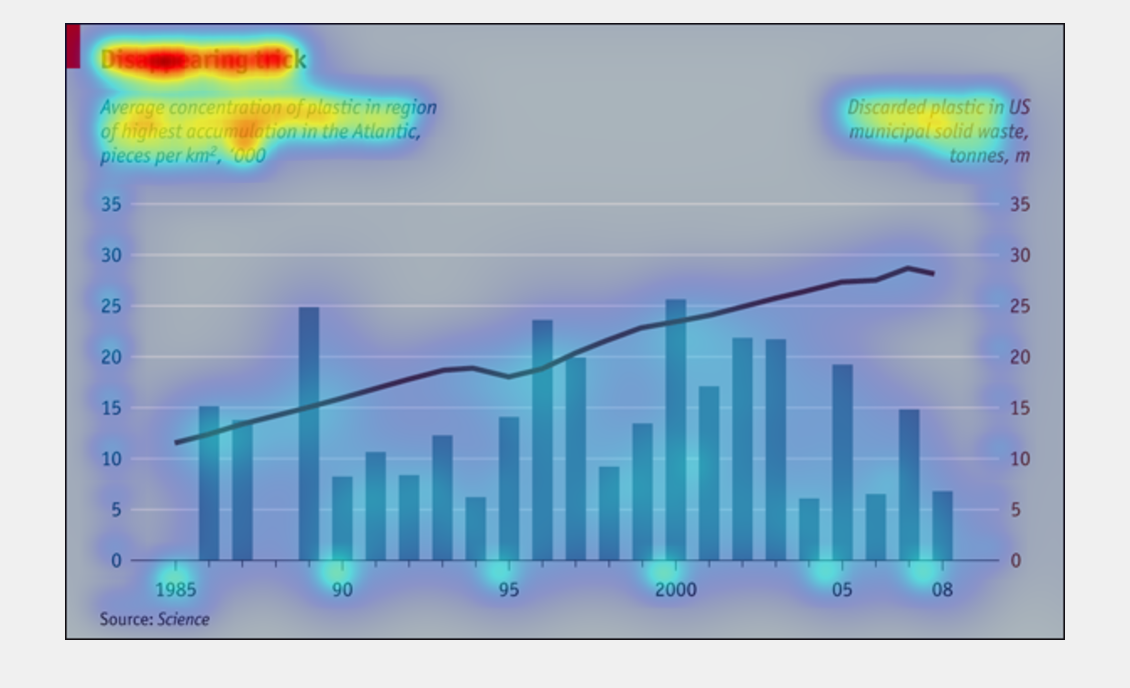 Disappearing trick
Average concentration of plastic in region
of highest accumulation in the Atlantic,
pieces per km², ‘000
Discarded plastic in US
municipal solid waste,
tonnes, m
35 35
30 30
25 25
20 20
15 15
10 10
5 5
0 0
1985 90 95 2000 05 08
Source: Science